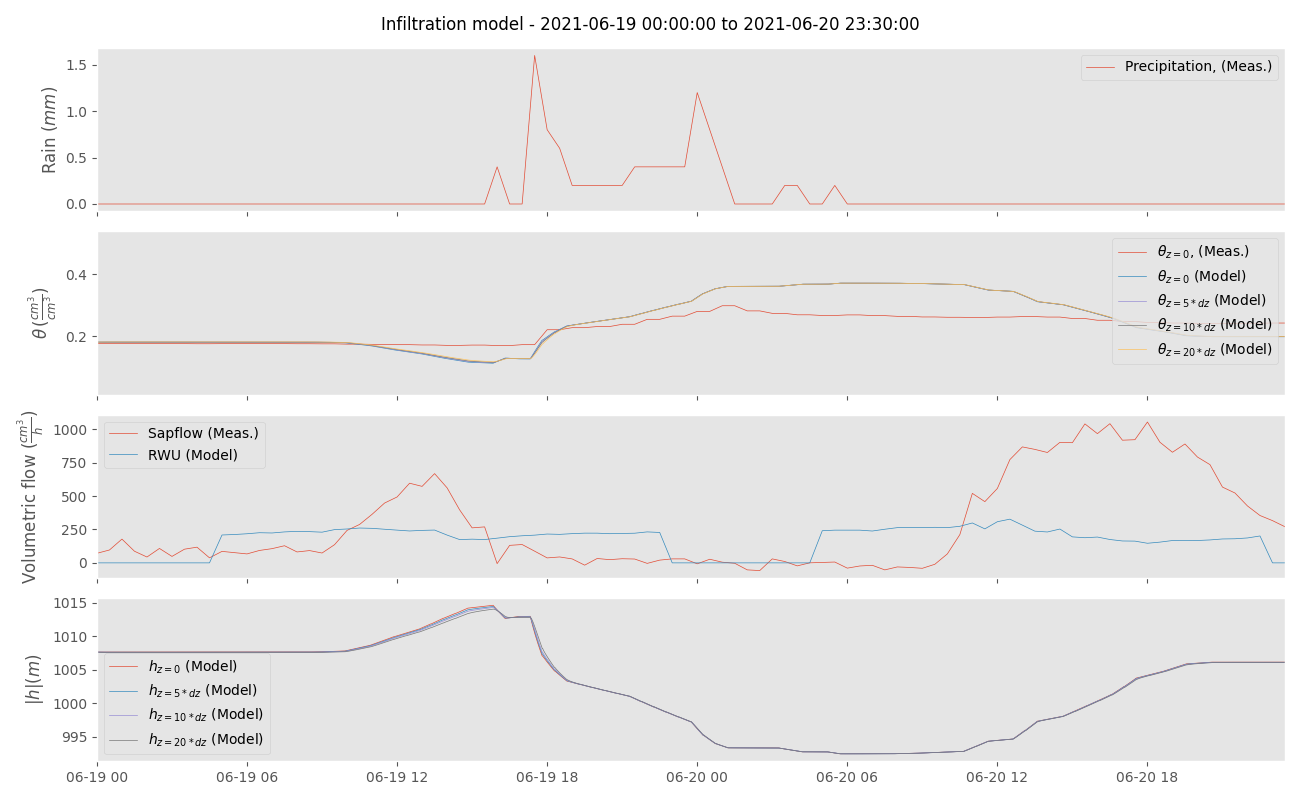 Infiltration model - 2021-06-19 00:00:00 to 2021-06-20 23:30:00
Rain (mm)
1.5
1.0
0.5
0.0
Precipitation, (Meas.)
θ (cm³/cm³)
0.4
0.2
θz=0, (Meas.)
θz=0 (Model)
θz=5*dz (Model)
θz=10*dz (Model)
θz=20*dz (Model)
Volumetric flow (cm³/h)
1000
750
500
250
0
Sapflow (Meas.)
RWU (Model)
|h|(m)
1015
1010
1005
1000
995
hz=0 (Model)
hz=5*dz (Model)
hz=10*dz (Model)
hz=20*dz (Model)
06-19 00 06-19 06 06-19 12 06-19 18 06-20 00 06-20 06 06-20 12 06-20 18